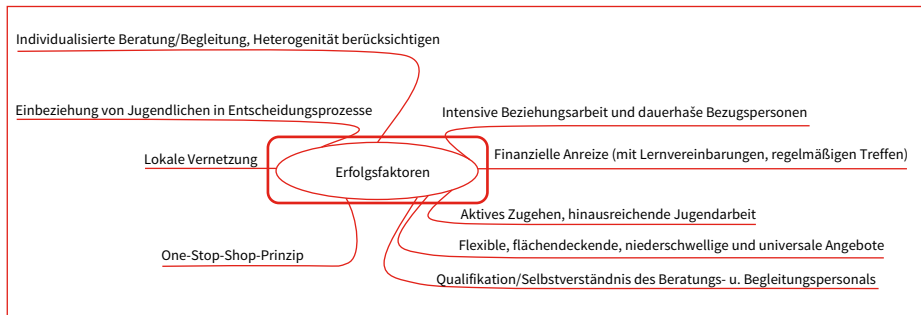 Individualisierte Beratung/Begleitung, Heterogenität berücksichtigen
Einbeziehung von Jugendlichen in Entscheidungsprozesse
Intensive Beziehungsarbeit und dauerhaše Bezugspersonen
Lokale Vernetzung
Finanzielle Anreize (mit Lernvereinbarungen, regelmäßigen Treffen)
Erfolgsfaktoren
Aktives Zugehen, hinausreichende Jugendarbeit
Flexible, flächendeckende, niederschwellige und universale Angebote
One-Stop-Shop-Prinzip
Qualifikation/Selbstverständnis des Beratungs- u. Begleitungspersonals